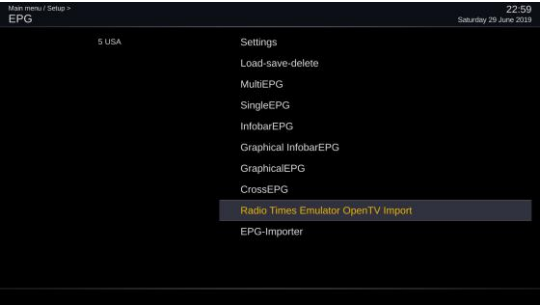 Main menu / Setup >
EPG
22:59
Saturday 29 June 2019
5 USA
Settings
Load-save-delete
MultiEPG
SingleEPG
InfobarEPG
Graphical InfobarEPG
GraphicalEPG
CrossEPG
Radio Times Emulator OpenTV Import
EPG-Importer